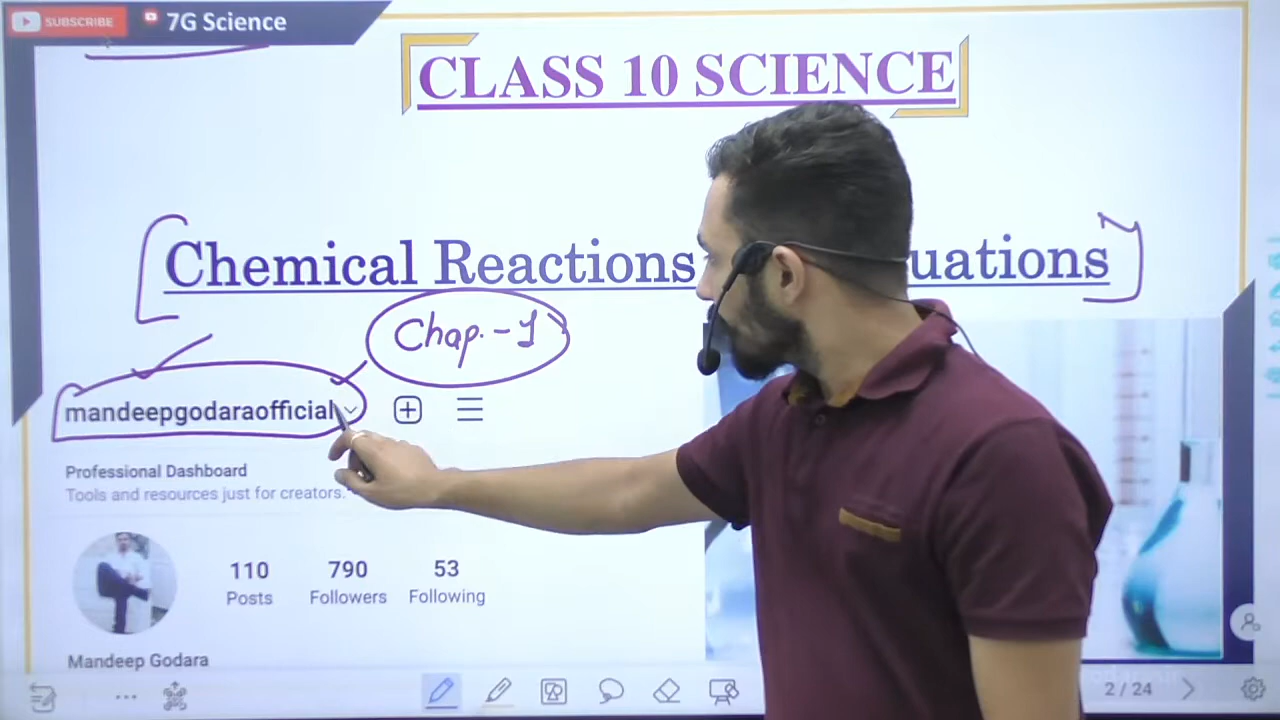 SUBSCRIBE 7G Science
CLASS 10 SCIENCE
Chemical Reactions uations
Chap. - 1
mandeepgodaraofficial
Professional Dashboard
Tools and resources just for creators.
110 790 53
Posts Followers Following
Mandeep Godara
2 / 24